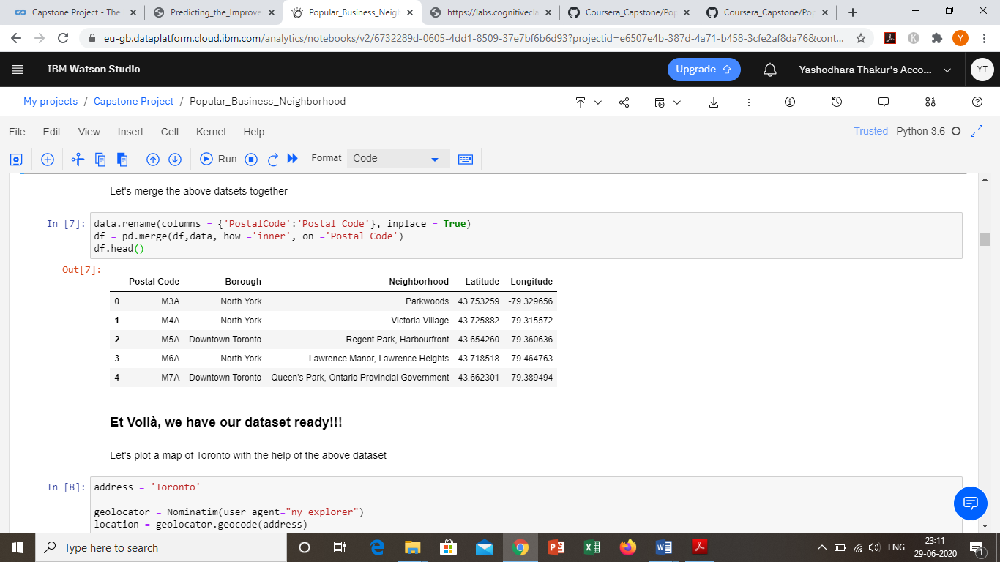 Capstone Project - The
Predicting_the_Improve
Popular_Business_Neigh
https://labs.cognitivecla
Coursera_Capstone/Pop
Coursera_Capstone/Pop
eu-gb.dataplatform.cloud.ibm.com/analytics/notebooks/v2/6732289d-0605-4dd1-8509-37e7bf6b6d93?projectid=e6507e4b-387d-4a71-b458-3cfe2af8da76&cont...
K
Y
IBM Watson Studio
Upgrade
Yashodhara Thakur's Acco...
YT
My projects / Capstone Project / Popular_Business_Neighborhood
File Edit View Insert Cell Kernel Help
Trusted | Python 3.6
Run
Format
Code
Let's merge the above datsets together
In [7]:
data.rename(columns = {'PostalCode':'Postal Code'}, inplace = True)
df = pd.merge(df,data, how ='inner', on ='Postal Code')
df.head()
Out[7]:
Postal Code Borough Neighborhood Latitude Longitude
0 M3A North York Parkwoods 43.753259 -79.329656
1 M4A North York Victoria Village 43.725882 -79.315572
2 M5A Downtown Toronto Regent Park, Harbourfront 43.654260 -79.360636
3 M6A North York Lawrence Manor, Lawrence Heights 43.718518 -79.464763
4 M7A Downtown Toronto Queen's Park, Ontario Provincial Government 43.662301 -79.389494
Et Voilà, we have our dataset ready!!!
Let's plot a map of Toronto with the help of the above dataset
In [8]:
address = 'Toronto'
geolocator = Nominatim(user_agent="ny_explorer")
location = geolocator.geocode(address)
Type here to search
ENG
23:11
29-06-2020
1